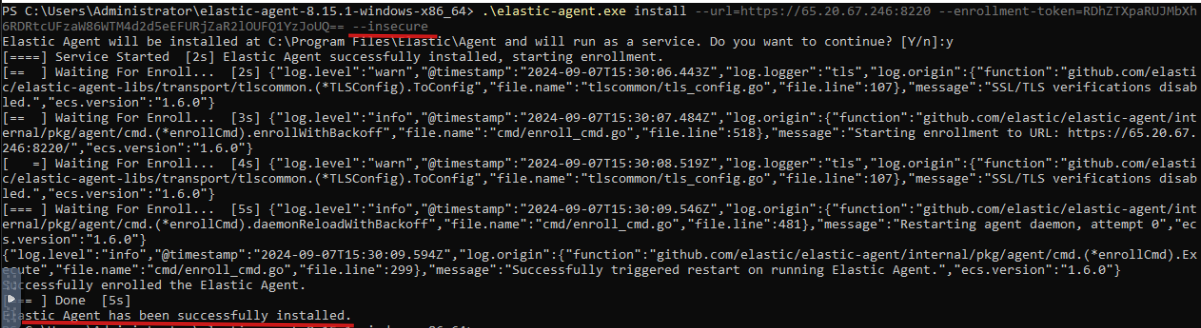 PS C:\Users\Administrator\elastic-agent-8.15.1-windows-x86_64> .\elastic-agent.exe install --url=https://65.20.67.246:8220 --enrollment-token=RDhZTXpaRUJMbXh
6RDRtcUFzaW86WTM4d2d5eEFURjZaR2lOUFQ1YzJoUQ== --insecure
Elastic Agent will be installed at C:\Program Files\Elastic\Agent and will run as a service. Do you want to continue? [Y/n]:y
[====] Service Started  [2s] Elastic Agent successfully installed, starting enrollment.
[==  ] Waiting For Enroll...  [2s] {"log.level":"warn","@timestamp":"2024-09-07T15:30:06.443Z","log.logger":"tls","log.origin":{"function":"github.com/elasti
c/elastic-agent-libs/transport/tlscommon.(*TLSConfig).ToConfig","file.name":"tlscommon/tls_config.go","file.line":107},"message":"SSL/TLS verifications disab
led.","ecs.version":"1.6.0"}
[==  ] Waiting For Enroll...  [3s] {"log.level":"info","@timestamp":"2024-09-07T15:30:07.484Z","log.origin":{"function":"github.com/elastic/elastic-agent/int
ernal/pkg/agent/cmd.(*enrollCmd).enrollWithBackoff","file.name":"cmd/enroll_cmd.go","file.line":518},"message":"Starting enrollment to URL: https://65.20.67.
246:8220/","ecs.version":"1.6.0"}
[   =] Waiting For Enroll...  [4s] {"log.level":"warn","@timestamp":"2024-09-07T15:30:08.519Z","log.logger":"tls","log.origin":{"function":"github.com/elasti
c/elastic-agent-libs/transport/tlscommon.(*TLSConfig).ToConfig","file.name":"tlscommon/tls_config.go","file.line":107},"message":"SSL/TLS verifications disab
led.","ecs.version":"1.6.0"}
[=== ] Waiting For Enroll...  [5s] {"log.level":"info","@timestamp":"2024-09-07T15:30:09.546Z","log.origin":{"function":"github.com/elastic/elastic-agent/int
ernal/pkg/agent/cmd.(*enrollCmd).daemonReloadWithBackoff","file.name":"cmd/enroll_cmd.go","file.line":481},"message":"Restarting agent daemon, attempt 0","ec
s.version":"1.6.0"}
{"log.level":"info","@timestamp":"2024-09-07T15:30:09.594Z","log.origin":{"function":"github.com/elastic/elastic-agent/internal/pkg/agent/cmd.(*enrollCmd).Ex
ecute","file.name":"cmd/enroll_cmd.go","file.line":299},"message":"Successfully triggered restart on running Elastic Agent.","ecs.version":"1.6.0"}
Successfully enrolled the Elastic Agent.
== ] Done  [5s]
Elastic Agent has been successfully installed.